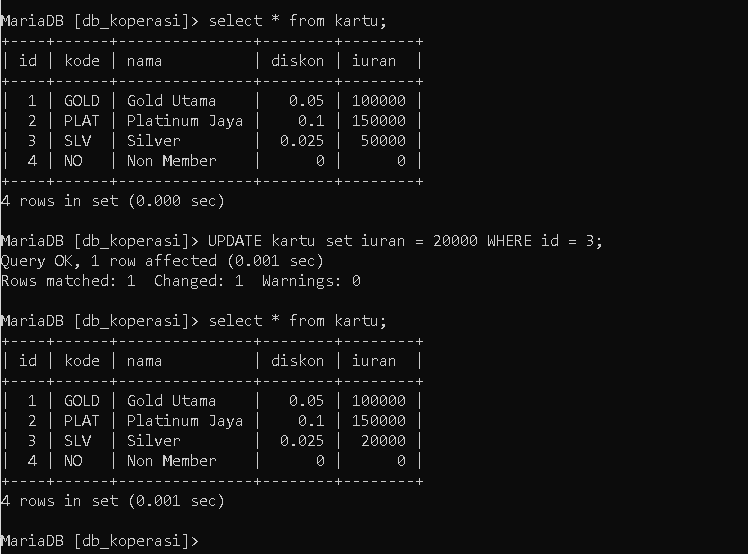 MariaDB [db_koperasi]> select * from kartu;
+----+------+---------------+--------+--------+
| id | kode | nama          | diskon | iuran  |
+----+------+---------------+--------+--------+
|  1 | GOLD | Gold Utama    |   0.05 | 100000 |
|  2 | PLAT | Platinum Jaya |    0.1 | 150000 |
|  3 | SLV  | Silver        |  0.025 |  50000 |
|  4 | NO   | Non Member    |      0 |      0 |
+----+------+---------------+--------+--------+
4 rows in set (0.000 sec)
MariaDB [db_koperasi]> UPDATE kartu set iuran = 20000 WHERE id = 3;
Query OK, 1 row affected (0.001 sec)
Rows matched: 1  Changed: 1  Warnings: 0
MariaDB [db_koperasi]> select * from kartu;
+----+------+---------------+--------+--------+
| id | kode | nama          | diskon | iuran  |
+----+------+---------------+--------+--------+
|  1 | GOLD | Gold Utama    |   0.05 | 100000 |
|  2 | PLAT | Platinum Jaya |    0.1 | 150000 |
|  3 | SLV  | Silver        |  0.025 |  20000 |
|  4 | NO   | Non Member    |      0 |      0 |
+----+------+---------------+--------+--------+
4 rows in set (0.001 sec)
MariaDB [db_koperasi]>